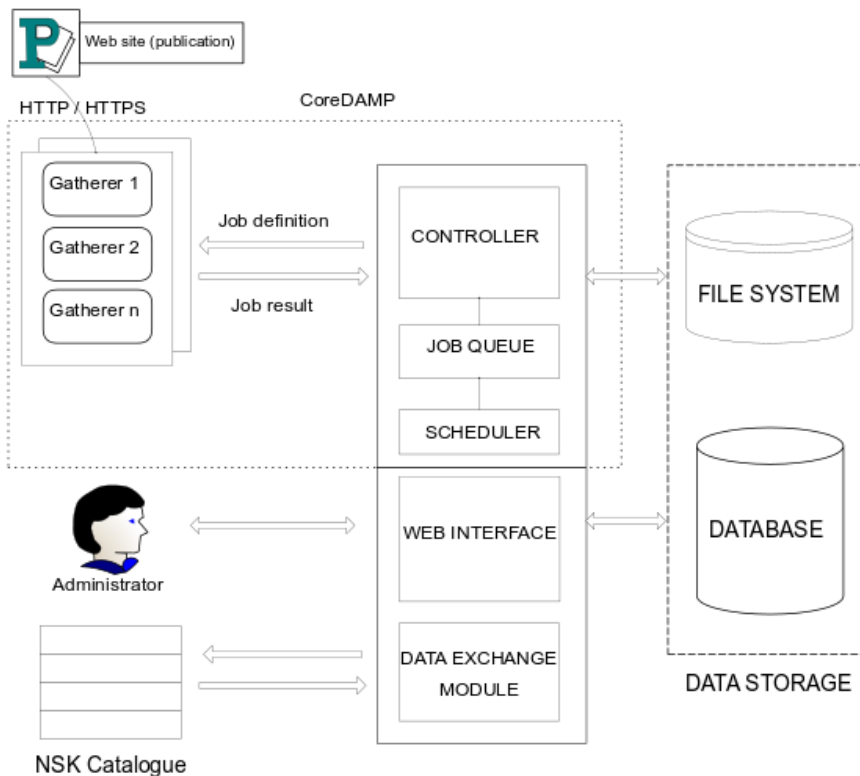 P
Web site (publication)
HTTP / HTTPS
CoreDAMP
Gatherer 1
Gatherer 2
Gatherer n
Job definition
Job result
CONTROLLER
JOB QUEUE
SCHEDULER
FILE SYSTEM
Administrator
WEB INTERFACE
DATABASE
DATA EXCHANGE
MODULE
DATA STORAGE
NSK Catalogue